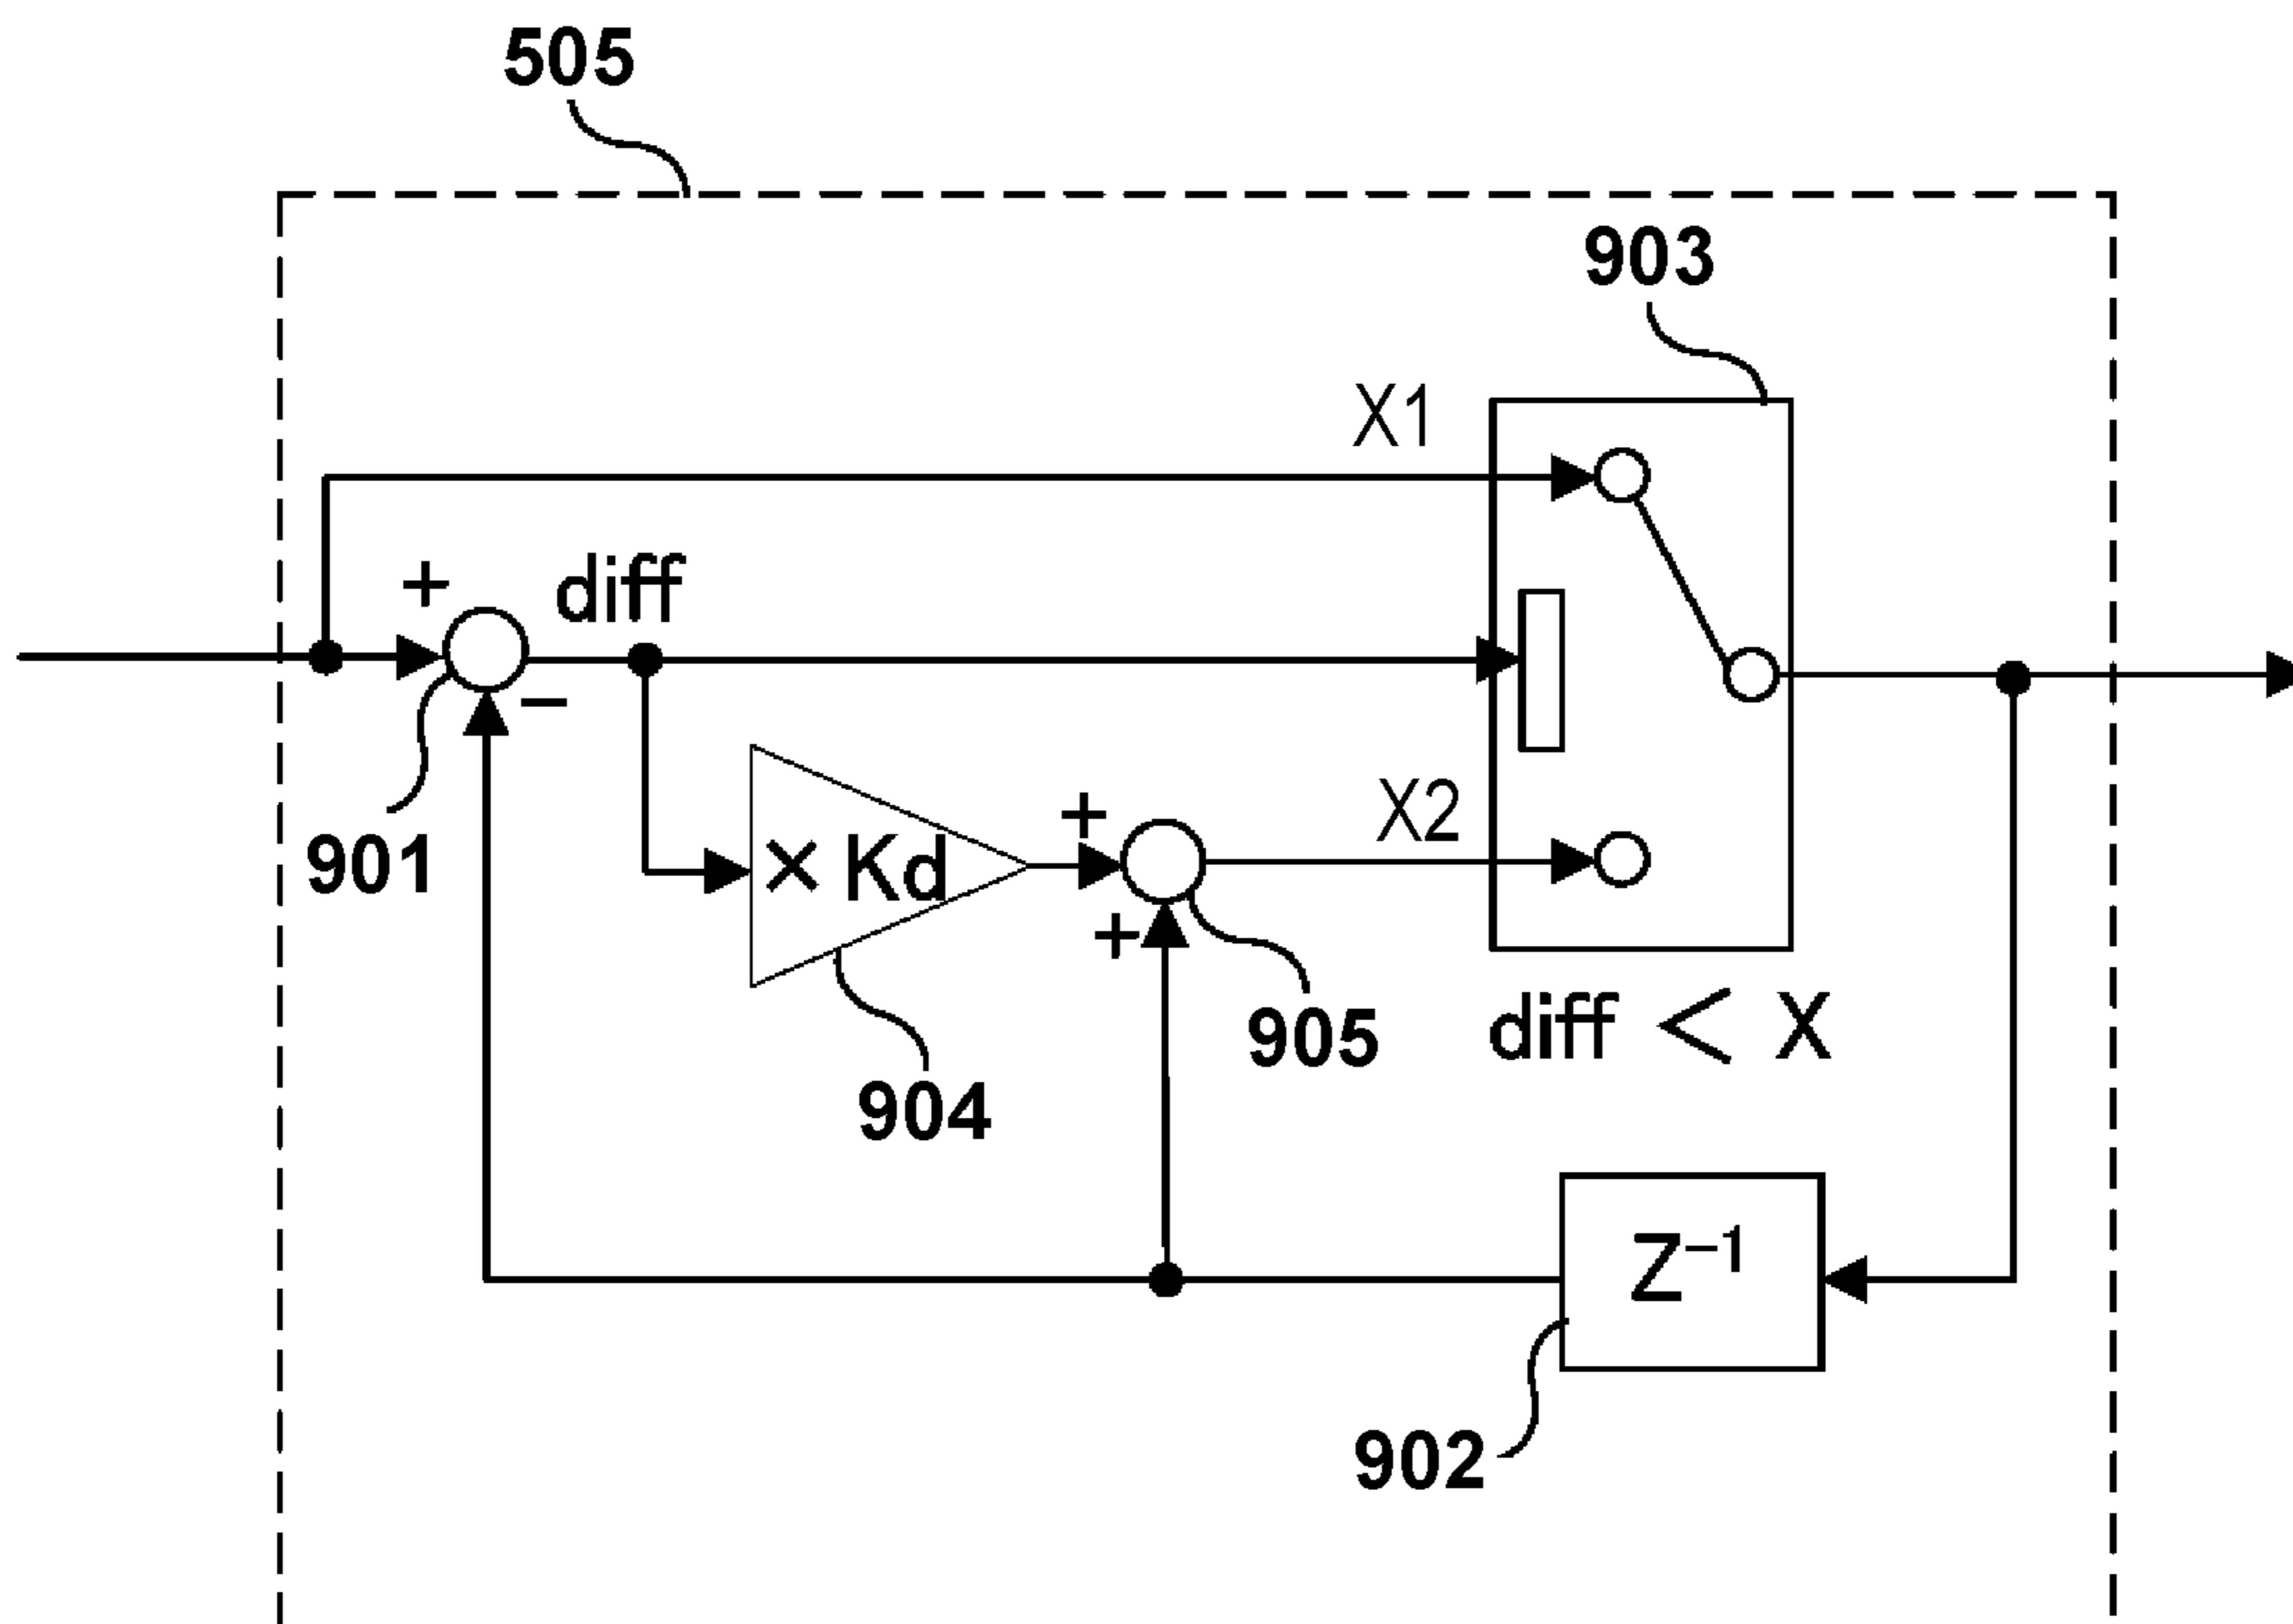 505
903
X1
+
diff
−
× Kd
+
X2
+
901
904
905
diff < X
Z⁻¹
902